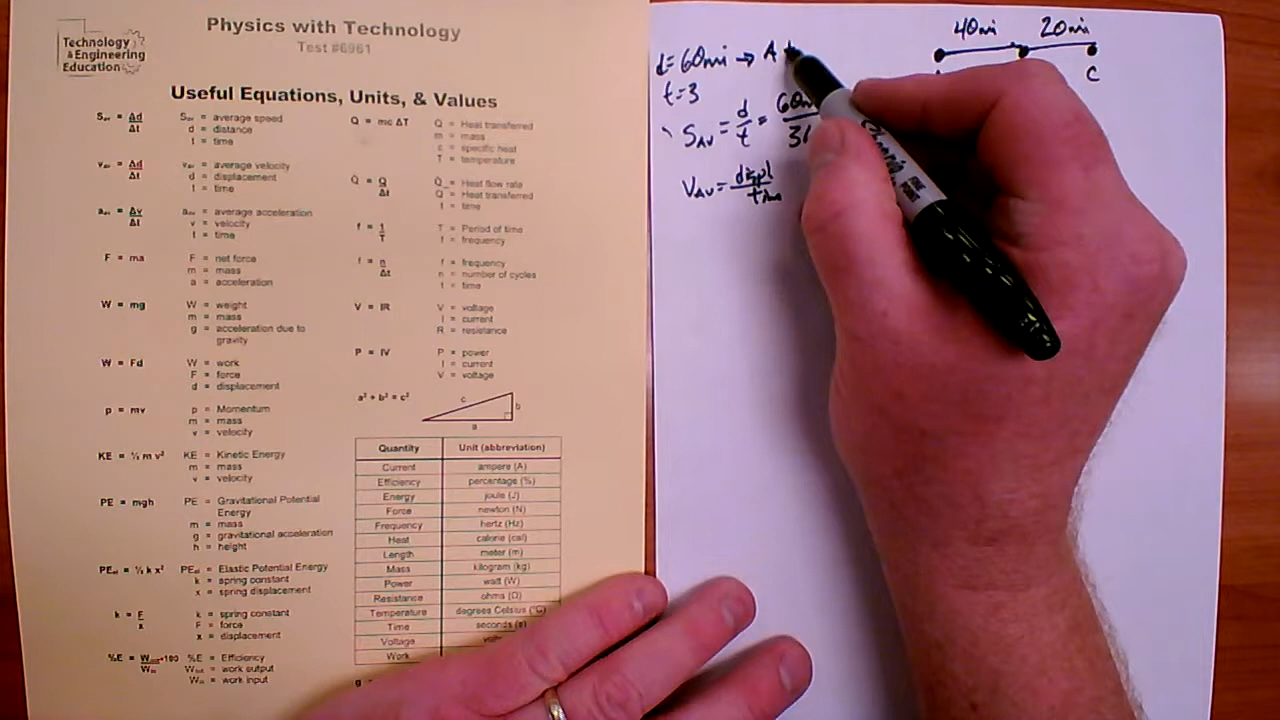 Technology
& Engineering
Education
Physics with Technology
Test #6961
Useful Equations, Units, & Values
Sav = Δd Sav = average speed
Δt d = distance
t = time
vav = Δd vav = average velocity
Δt d = displacement
t = time
aav = Δv aav = average acceleration
Δt v = velocity
t = time
F = ma F = net force
m = mass
a = acceleration
W = mg W = weight
m = mass
g = acceleration due to
gravity
W = Fd W = work
F = force
d = displacement
p = mv p = Momentum
m = mass
v = velocity
KE = ½ m v² KE = Kinetic Energy
m = mass
v = velocity
PE = mgh PE = Gravitational Potential
Energy
m = mass
g = gravitational acceleration
h = height
PEel = ½ k x² PEel = Elastic Potential Energy
k = spring constant
x = spring displacement
k = F k = spring constant
x F = force
x = displacement
%E = Wout*100 %E = Efficiency
Win Wout = work output
Win = work input
Q = mc ΔT Q = Heat transferred
m = mass
c = specific heat
T = temperature
Q = Q Q = Heat flow rate
Δt Q = Heat transferred
t = time
f = 1 T = Period of time
T f = frequency
f = n f = frequency
Δt n = number of cycles
t = time
V = IR V = voltage
I = current
R = resistance
P = IV P = power
I = current
V = voltage
a² + b² = c²
c
b
a
Quantity Unit (abbreviation)
Current ampere (A)
Efficiency percentage (%)
Energy joule (J)
Force newton (N)
Frequency hertz (Hz)
Heat calorie (cal)
Length meter (m)
Mass kilogram (kg)
Power watt (W)
Resistance ohms (Ω)
Temperature degrees Celsius (°C)
Time seconds (s)
Voltage
Work
g
d = 60mi → A
t = 3
SAV = d/t =
VAV = displ
time
40mi 20mi
C